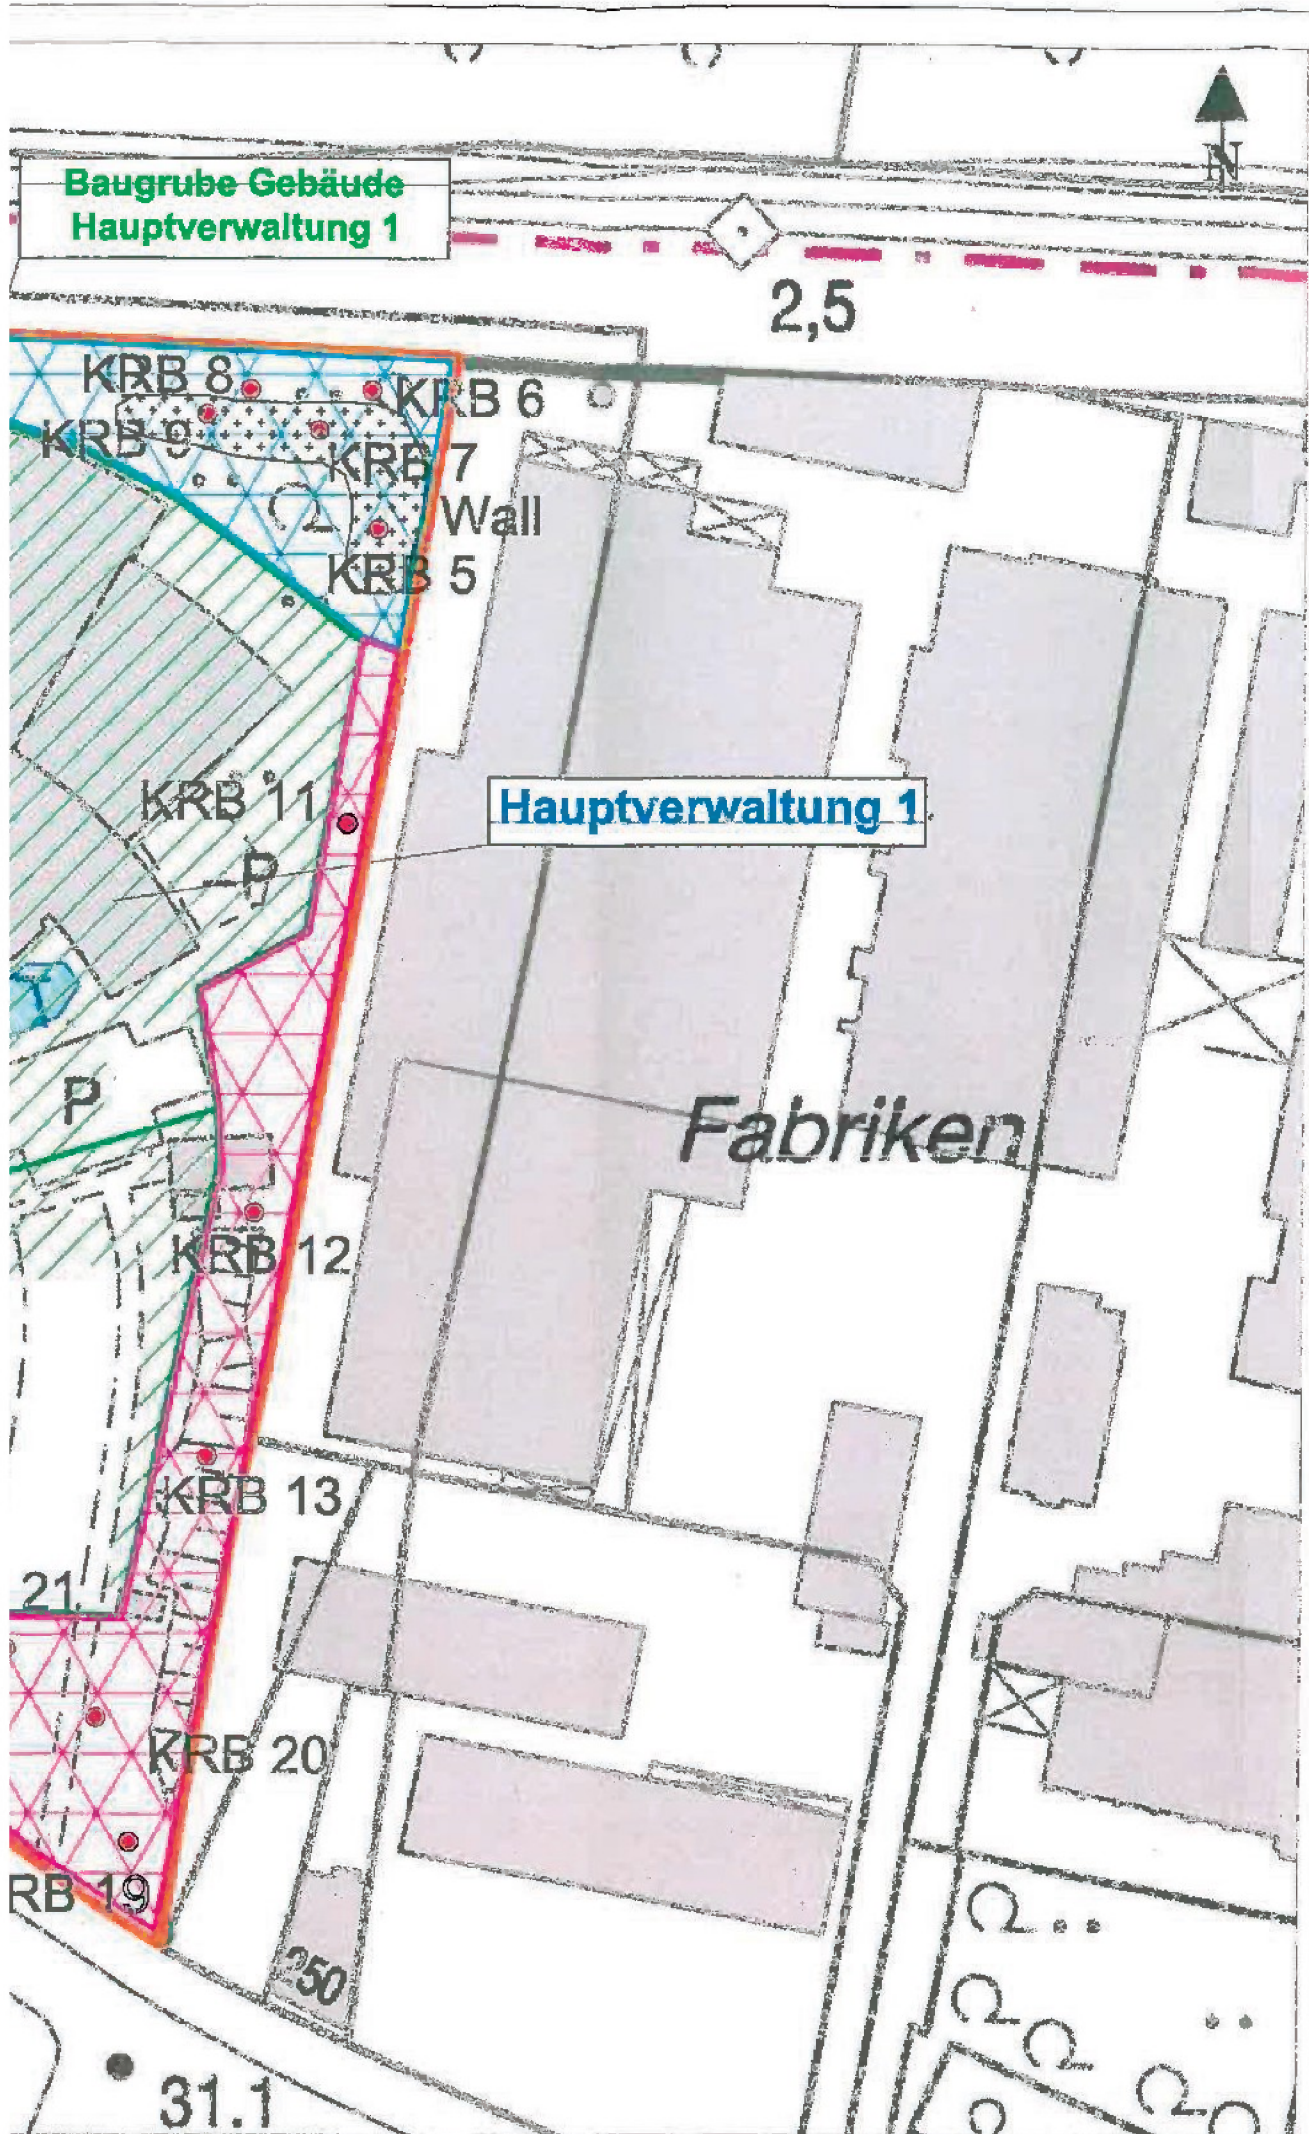 N
Baugrube Gebäude
Hauptverwaltung 1
2,5
KRB 8
KRB 6
KRB 9
KRB 7
Wall
KRB 5
KRB 11
Hauptverwaltung 1
P
P
Fabriken
KRB 12
KRB 13
21
KRB 20
RB 19
250
31.1